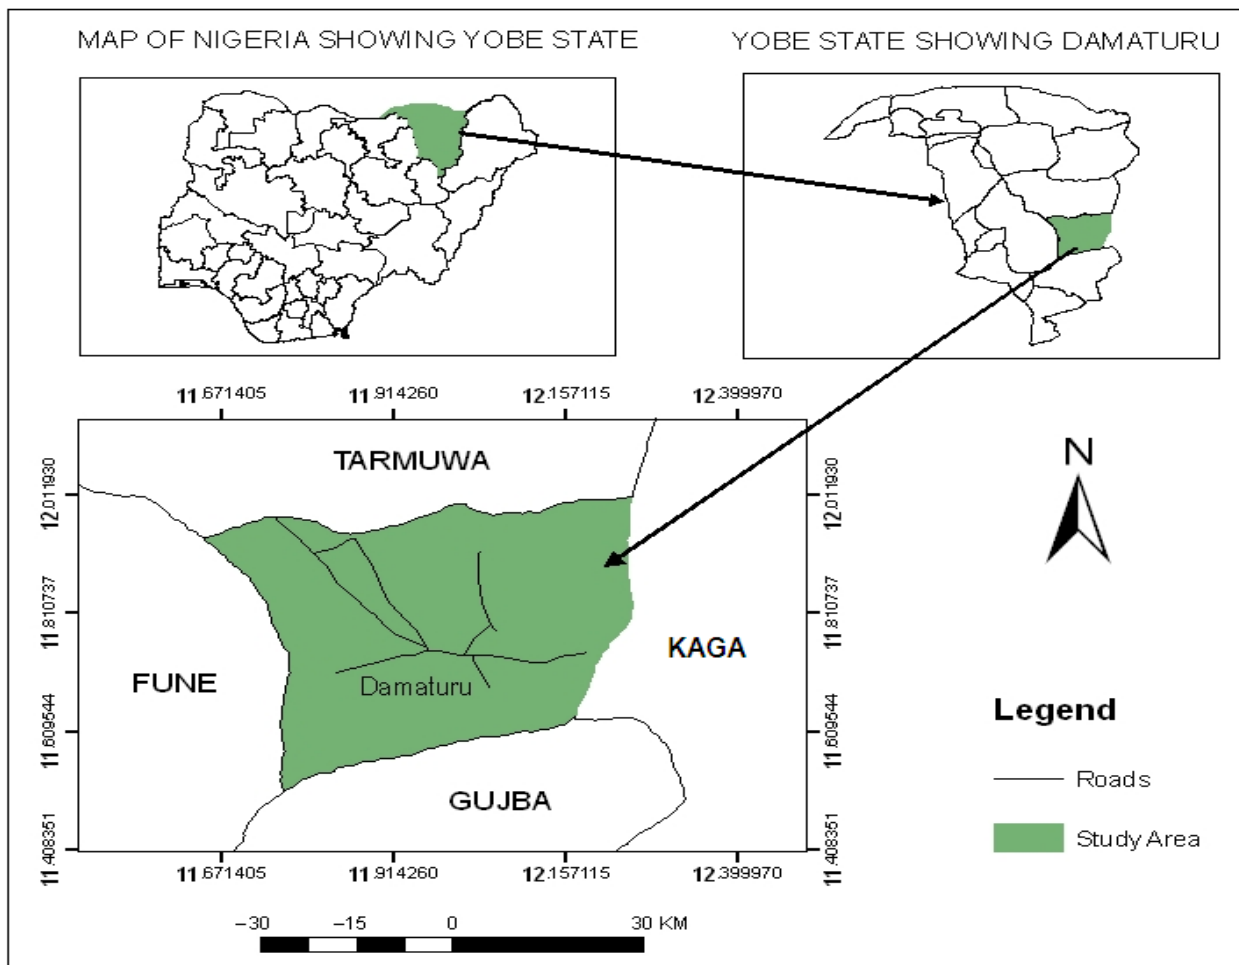 MAP OF NIGERIA SHOWING YOBE STATE
YOBE STATE SHOWING DAMATURU
11.671405 11.914260 12.157115 12.399970
TARMUWA
N
12.011930
12.011930
11.810737
11.810737
KAGA
FUNE
Damaturu
Legend
11.609544
11.609544
Roads
GUJBA
Study Area
11.408351
11.408351
11.671405 11.914260 12.157115 12.399970
–30 –15 0 30 KM